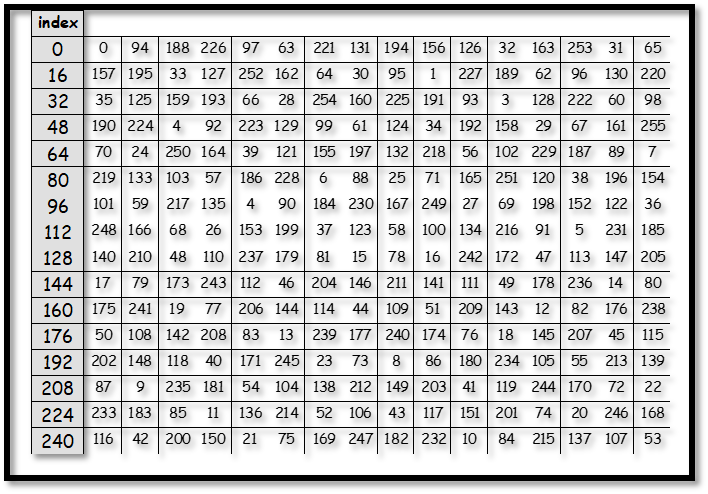 index
0 0 94 188 226 97 63 221 131 194 156 126 32 163 253 31 65
16 157 195 33 127 252 162 64 30 95 1 227 189 62 96 130 220
32 35 125 159 193 66 28 254 160 225 191 93 3 128 222 60 98
48 190 224 4 92 223 129 99 61 124 34 192 158 29 67 161 255
64 70 24 250 164 39 121 155 197 132 218 56 102 229 187 89 7
80 219 133 103 57 186 228 6 88 25 71 165 251 120 38 196 154
96 101 59 217 135 4 90 184 230 167 249 27 69 198 152 122 36
112 248 166 68 26 153 199 37 123 58 100 134 216 91 5 231 185
128 140 210 48 110 237 179 81 15 78 16 242 172 47 113 147 205
144 17 79 173 243 112 46 204 146 211 141 111 49 178 236 14 80
160 175 241 19 77 206 144 114 44 109 51 209 143 12 82 176 238
176 50 108 142 208 83 13 239 177 240 174 76 18 145 207 45 115
192 202 148 118 40 171 245 23 73 8 86 180 234 105 55 213 139
208 87 9 235 181 54 104 138 212 149 203 41 119 244 170 72 22
224 233 183 85 11 136 214 52 106 43 117 151 201 74 20 246 168
240 116 42 200 150 21 75 169 247 182 232 10 84 215 137 107 53